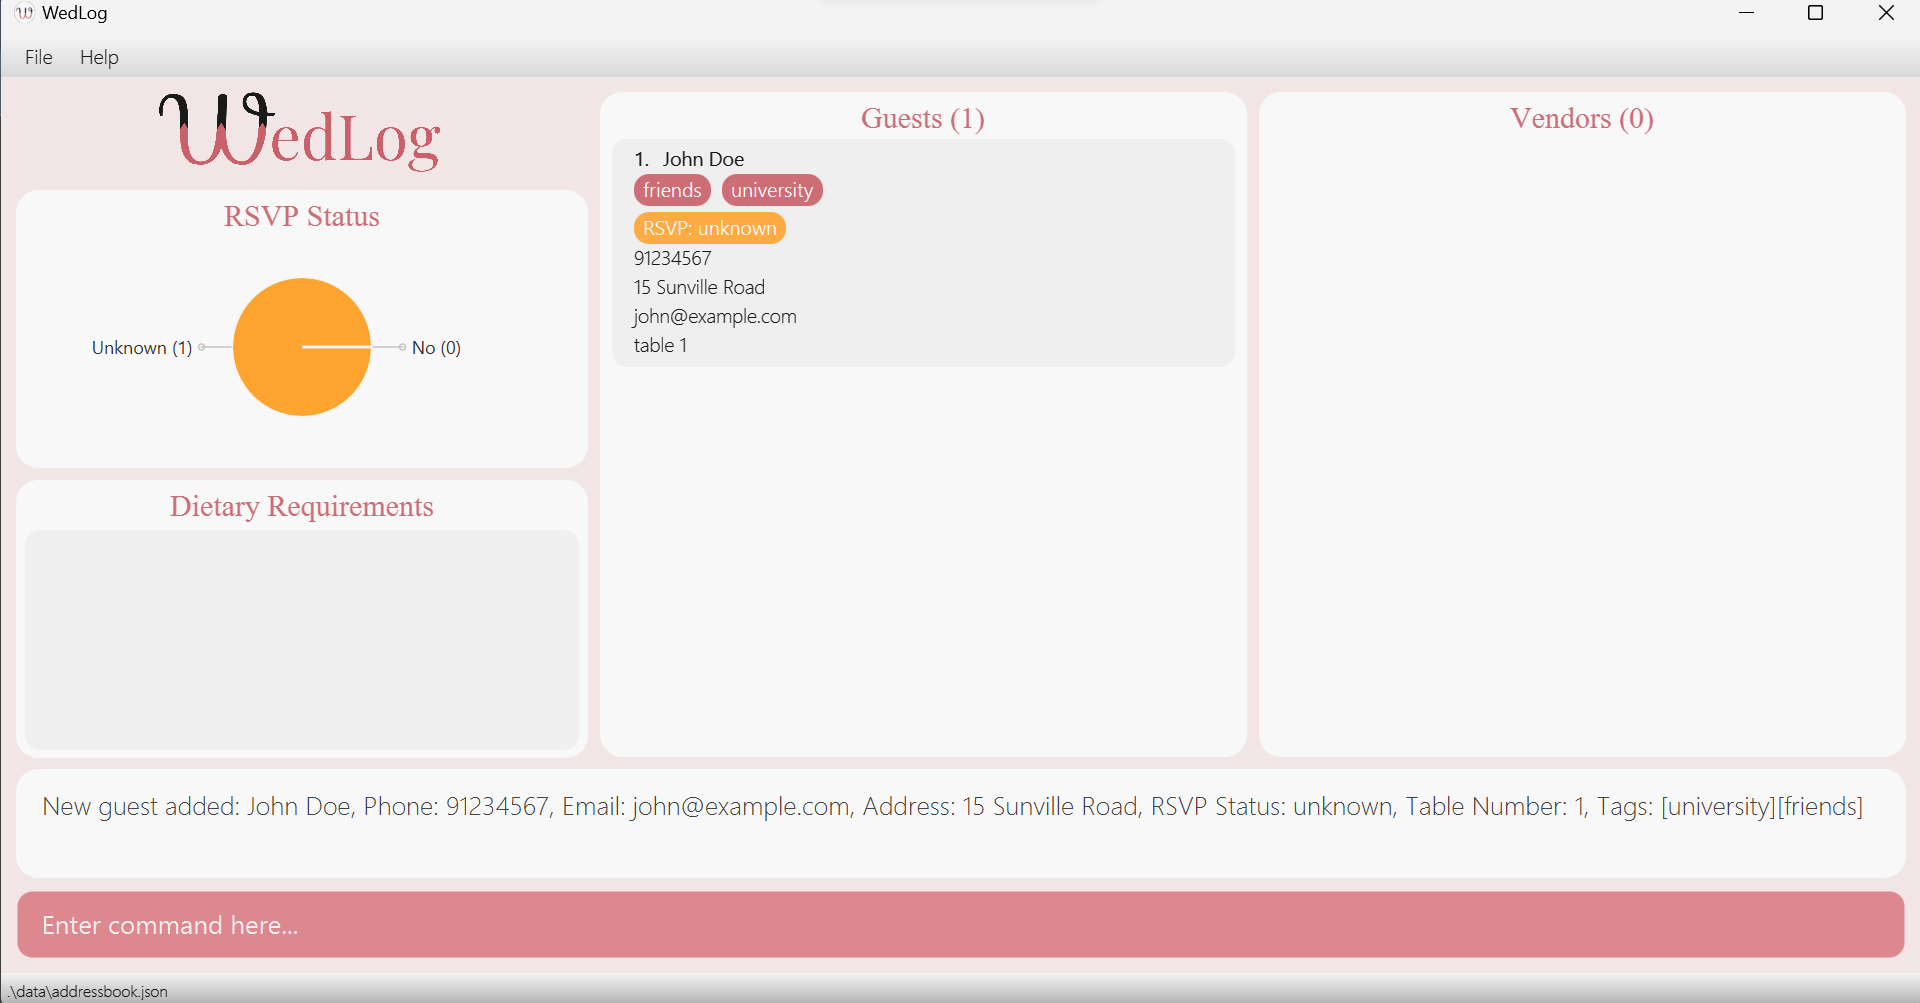 WedLog
File Help
WedLog
RSVP Status
Unknown (1)
No (0)
Dietary Requirements
Guests (1)
1. John Doe
friends university
RSVP: unknown
91234567
15 Sunville Road
john@example.com
table 1
Vendors (0)
New guest added: John Doe, Phone: 91234567, Email: john@example.com, Address: 15 Sunville Road, RSVP Status: unknown, Table Number: 1, Tags: [university][friends]
Enter command here...
.\data\addressbook.json